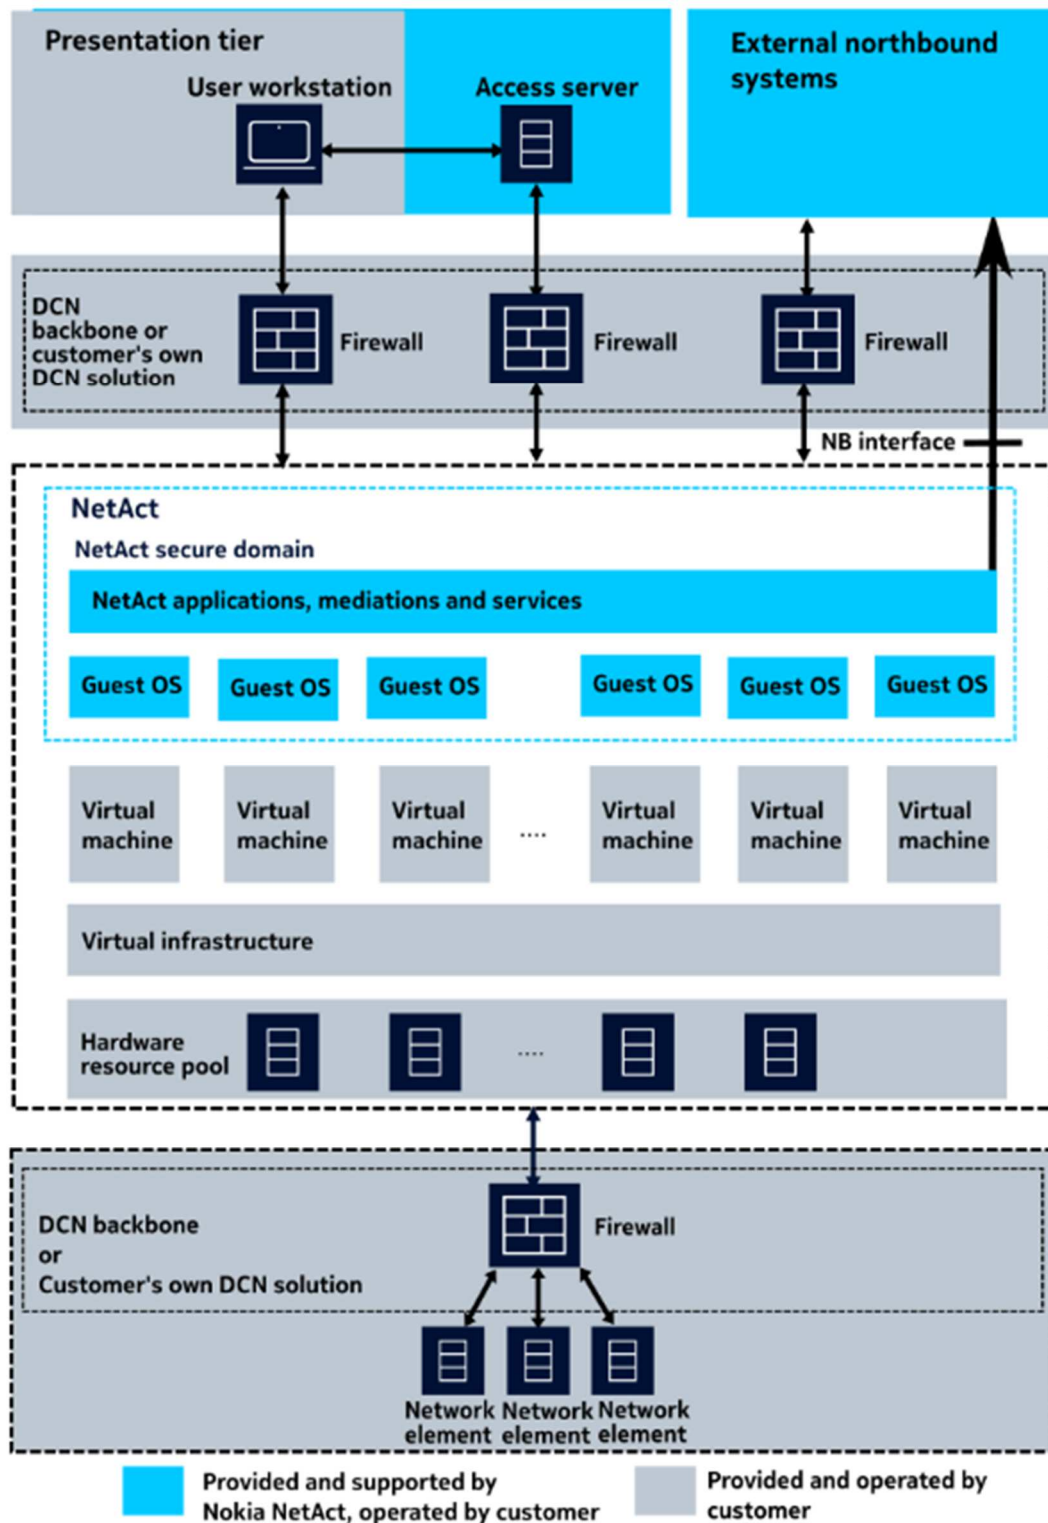 Presentation tier
User workstation
Access server
External northbound
systems
DCN
backbone or
customer's own
DCN solution
Firewall
Firewall
Firewall
NB interface
NetAct
NetAct secure domain
NetAct applications, mediations and services
Guest OS
Guest OS
Guest OS
Guest OS
Guest OS
Guest OS
Virtual
machine
Virtual
machine
Virtual
machine
....
Virtual
machine
Virtual
machine
Virtual
machine
Virtual infrastructure
Hardware
resource pool
....
DCN backbone
or
Customer's own DCN solution
Firewall
Network
element
Network
element
Network
element
Provided and supported by
Nokia NetAct, operated by customer
Provided and operated by
customer